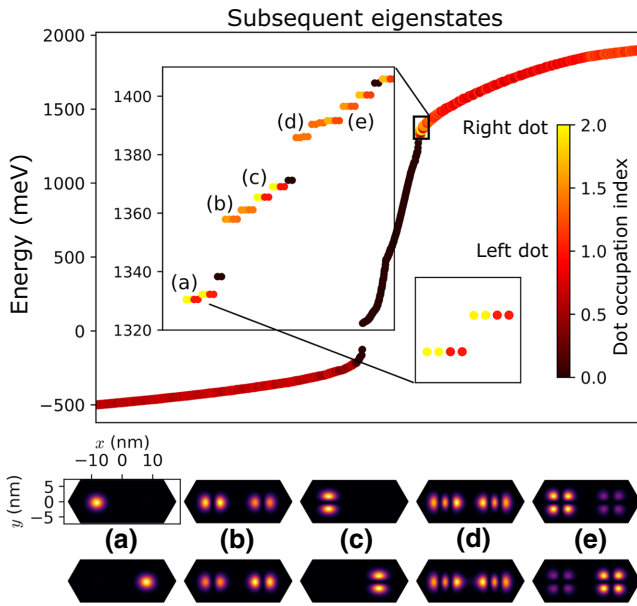 Subsequent eigenstates
Energy (meV)
2000
1500
1000
500
0
−500
1400
1380
1360
1340
1320
(a)
(b)
(c)
(d)
(e)
Right dot
Left dot
2.0
1.5
1.0
0.5
0.0
Dot occupation index
x (nm)
−10 0 10
y (nm)
5
0
−5
(a) (b) (c) (d) (e)